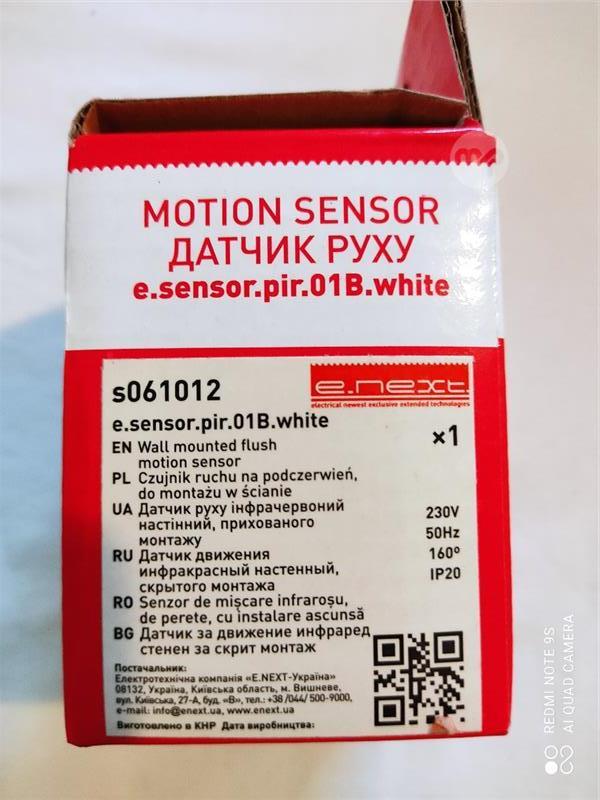 MOTION SENSOR
ДАТЧИК РУХУ
e.sensor.pir.01B.white
s061012
e.next.
electrical newest exclusive extended technologies
e.sensor.pir.01B.white
×1
EN Wall mounted flush
motion sensor
PL Czujnik ruchu na podczerwień,
do montażu w ścianie
UA Датчик руху інфрачервоний
настінний, прихованого
монтажу
RU Датчик движения
инфракрасный настенный,
скрытого монтажа
RO Senzor de mișcare infraroșu,
de perete, cu instalare ascunsă
BG Датчик за движение инфраред
стенен за скрит монтаж
230V
50Hz
160º
IP20
Постачальник:
Електротехнічна компанія «E.NEXT-Україна»
08132, Україна, Київська область, м. Вишневе,
вул. Київська, 27-А, буд. «В», тел.: +38 /044/ 500-9000,
e-mail: info@enext.ua, www.enext.ua
Виготовлено в КНР Дата виробництва:
REDMI NOTE 9S
AI QUAD CAMERA